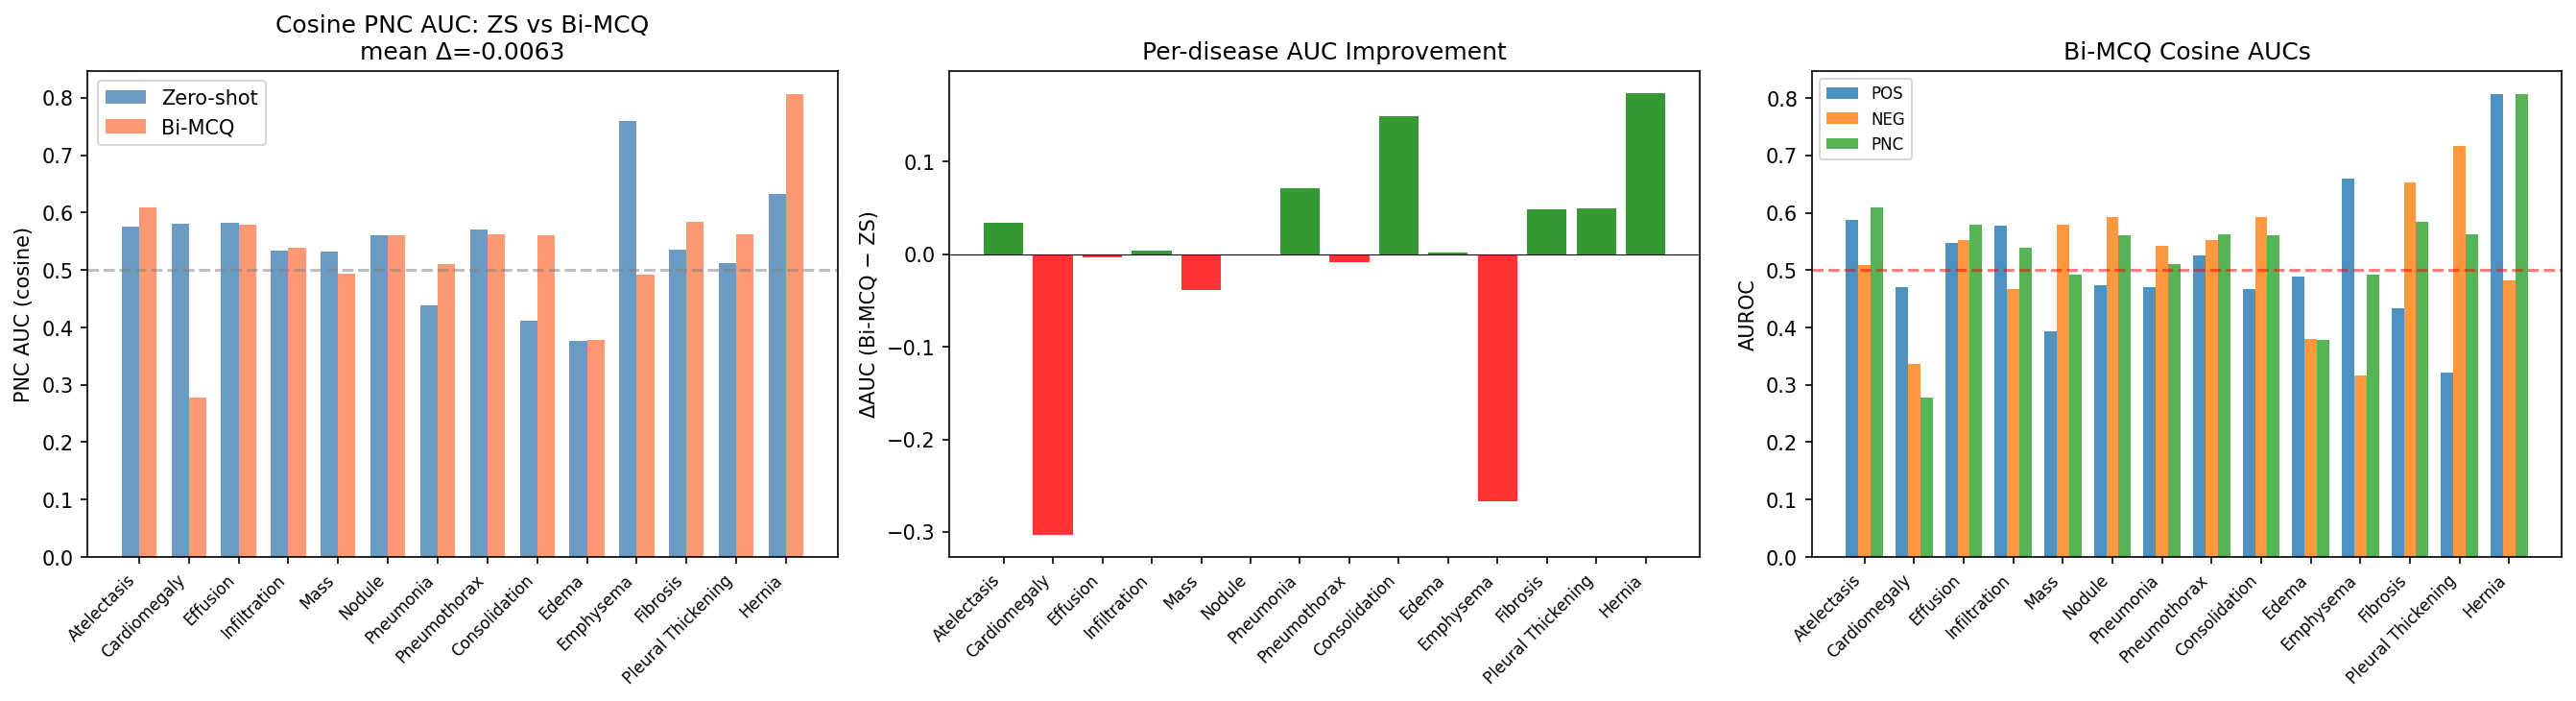 Cosine PNC AUC: ZS vs Bi-MCQ
mean Δ=-0.0063
Zero-shot
Bi-MCQ
PNC AUC (cosine)
0.8
0.7
0.6
0.5
0.4
0.3
0.2
0.1
0.0
Atelectasis
Cardiomegaly
Effusion
Infiltration
Mass
Nodule
Pneumonia
Pneumothorax
Consolidation
Edema
Emphysema
Fibrosis
Pleural Thickening
Hernia
Per-disease AUC Improvement
ΔAUC (Bi-MCQ − ZS)
0.1
0.0
−0.1
−0.2
−0.3
Atelectasis
Cardiomegaly
Effusion
Infiltration
Mass
Nodule
Pneumonia
Pneumothorax
Consolidation
Edema
Emphysema
Fibrosis
Pleural Thickening
Hernia
Bi-MCQ Cosine AUCs
POS
NEG
PNC
AUROC
0.8
0.7
0.6
0.5
0.4
0.3
0.2
0.1
0.0
Atelectasis
Cardiomegaly
Effusion
Infiltration
Mass
Nodule
Pneumonia
Pneumothorax
Consolidation
Edema
Emphysema
Fibrosis
Pleural Thickening
Hernia